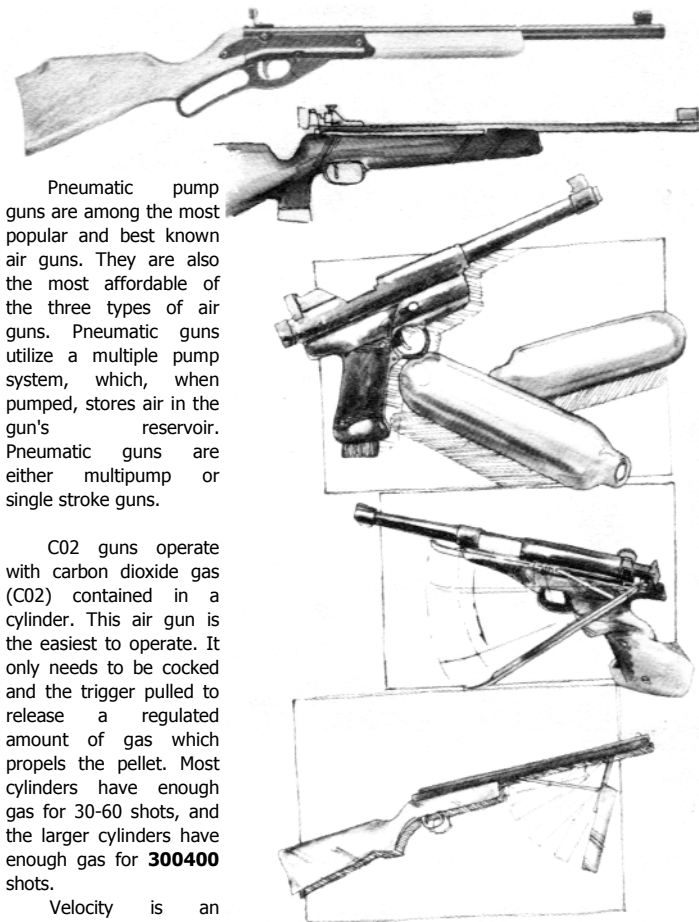 Pneumatic pump
guns are among the most
popular and best known
air guns. They are also
the most affordable of
the three types of air
guns. Pneumatic guns
utilize a multiple pump
system, which, when
pumped, stores air in the
gun's reservoir.
Pneumatic guns are
either multipump or
single stroke guns.
C02 guns operate
with carbon dioxide gas
(C02) contained in a
cylinder. This air gun is
the easiest to operate. It
only needs to be cocked
and the trigger pulled to
release a regulated
amount of gas which
propels the pellet. Most
cylinders have enough
gas for 30-60 shots, and
the larger cylinders have
enough gas for 300400
shots.
Velocity is an